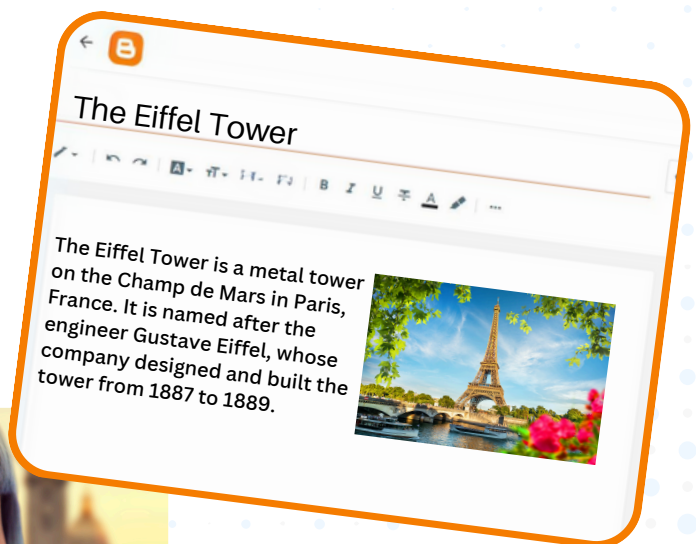 The Eiffel Tower
B I U T A
The Eiffel Tower is a metal tower
on the Champ de Mars in Paris,
France. It is named after the
engineer Gustave Eiffel, whose
company designed and built the
tower from 1887 to 1889.